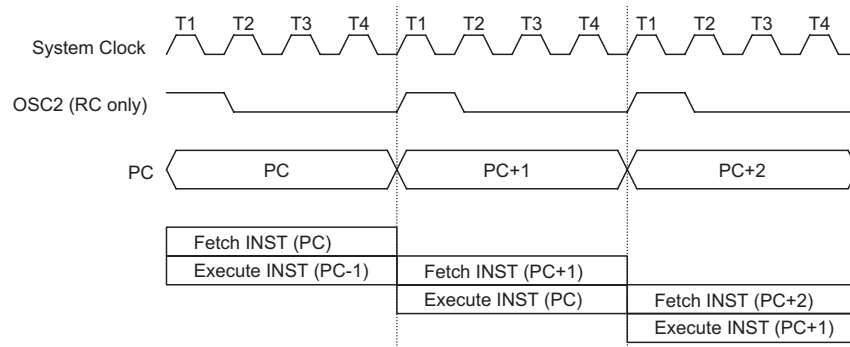 T1 T2 T3 T4 T1 T2 T3 T4 T1 T2 T3 T4
System Clock
OSC2 (RC only)
PC PC PC+1 PC+2
Fetch INST (PC)
Execute INST (PC-1) Fetch INST (PC+1)
Execute INST (PC) Fetch INST (PC+2)
Execute INST (PC+1)